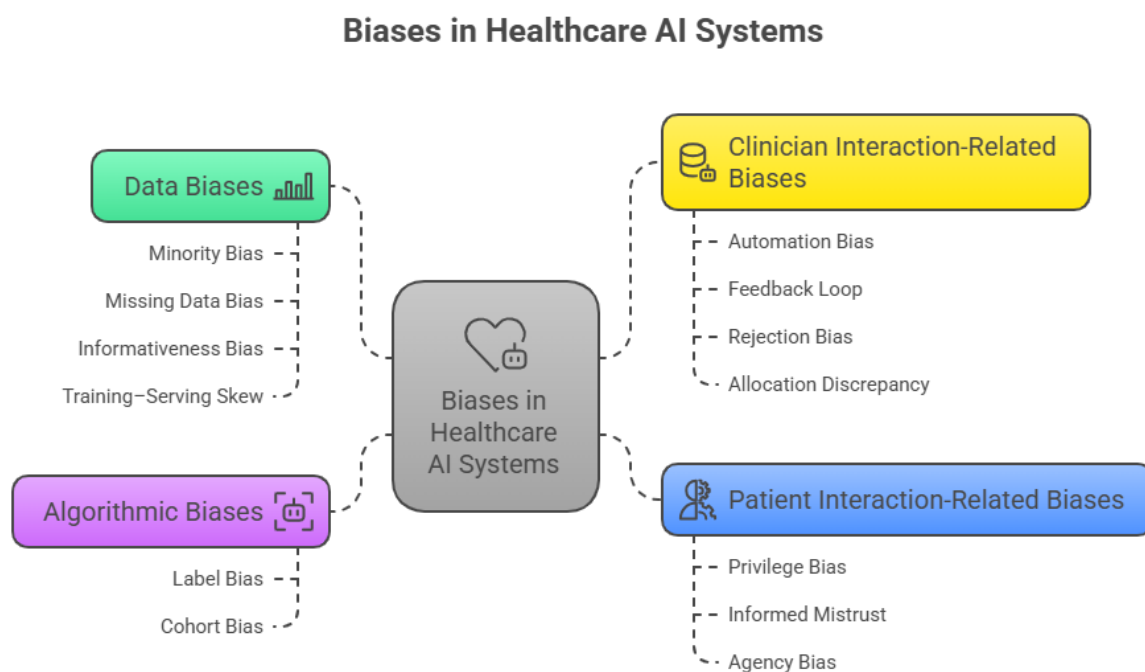 Biases in Healthcare AI Systems
Data Biases
Minority Bias
Missing Data Bias
Informativeness Bias
Training–Serving Skew
Algorithmic Biases
Label Bias
Cohort Bias
Biases in
Healthcare
AI Systems
Clinician Interaction-Related
Biases
Automation Bias
Feedback Loop
Rejection Bias
Allocation Discrepancy
Patient Interaction-Related Biases
Privilege Bias
Informed Mistrust
Agency Bias